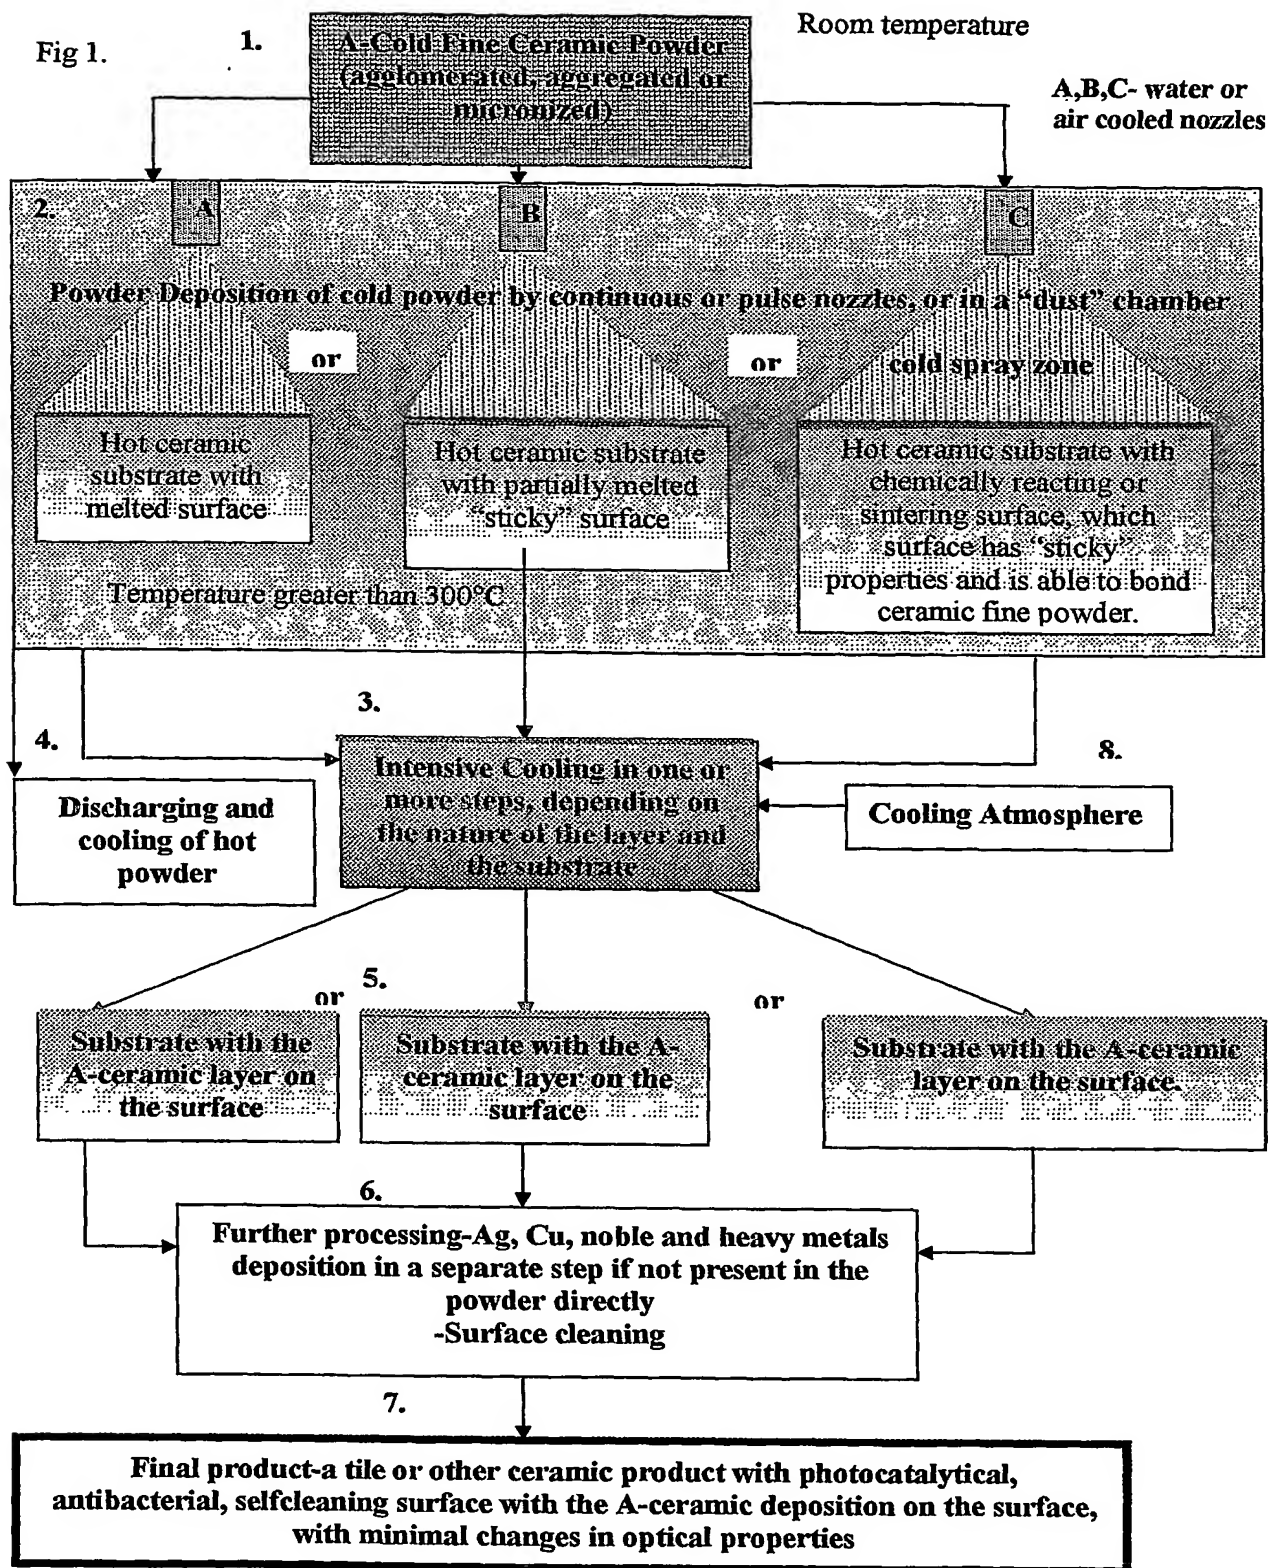 Fig 1.
1.
A-Cold Fine Ceramic Powder
(agglomerated, aggregated or
micronized)
Room temperature
A,B,C- water or
air cooled nozzles
2.
A
B
C
Powder Deposition of cold powder by continuous or pulse nozzles, or in a “dust” chamber
or
or
cold spray zone
Hot ceramic
substrate with
melted surface
Hot ceramic substrate
with partially melted
“sticky” surface
Hot ceramic substrate with
chemically reacting or
sintering surface, which
surface has “sticky”
properties and is able to bond
ceramic fine powder.
Temperature greater than 300°C
3.
4.
8.
Discharging and
cooling of hot
powder
Intensive Cooling in one or
more steps, depending on
the nature of the layer and
the substrate
Cooling Atmosphere
5.
or
or
Substrate with the
A-ceramic layer on
the surface
Substrate with the A-
ceramic layer on the
surface
Substrate with the A-ceramic
layer on the surface.
6.
Further processing-Ag, Cu, noble and heavy metals
deposition in a separate step if not present in the
powder directly
-Surface cleaning
7.
Final product-a tile or other ceramic product with photocatalytical,
antibacterial, selfcleaning surface with the A-ceramic deposition on the surface,
with minimal changes in optical properties